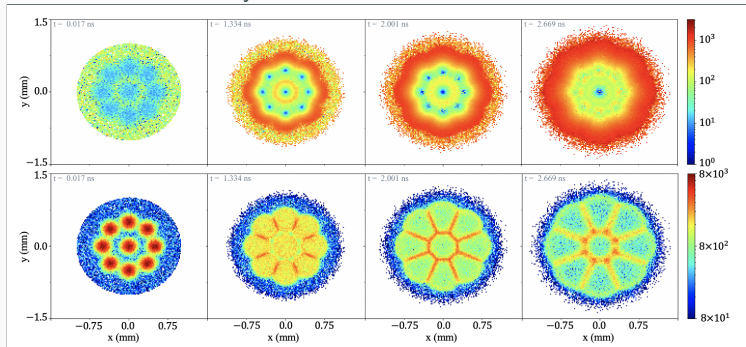 t = 0.017 ns
t = 1.334 ns
t = 2.001 ns
t = 2.669 ns
1.5
0.0
−1.5
y (mm)
10³
10²
10¹
10⁰
t = 0.017 ns
t = 1.334 ns
t = 2.001 ns
t = 2.669 ns
1.5
0.0
−1.5
y (mm)
8×10³
8×10²
8×10¹
−0.75 0.0 0.75 −0.75 0.0 0.75 −0.75 0.0 0.75 −0.75 0.0 0.75
x (mm) x (mm) x (mm) x (mm)